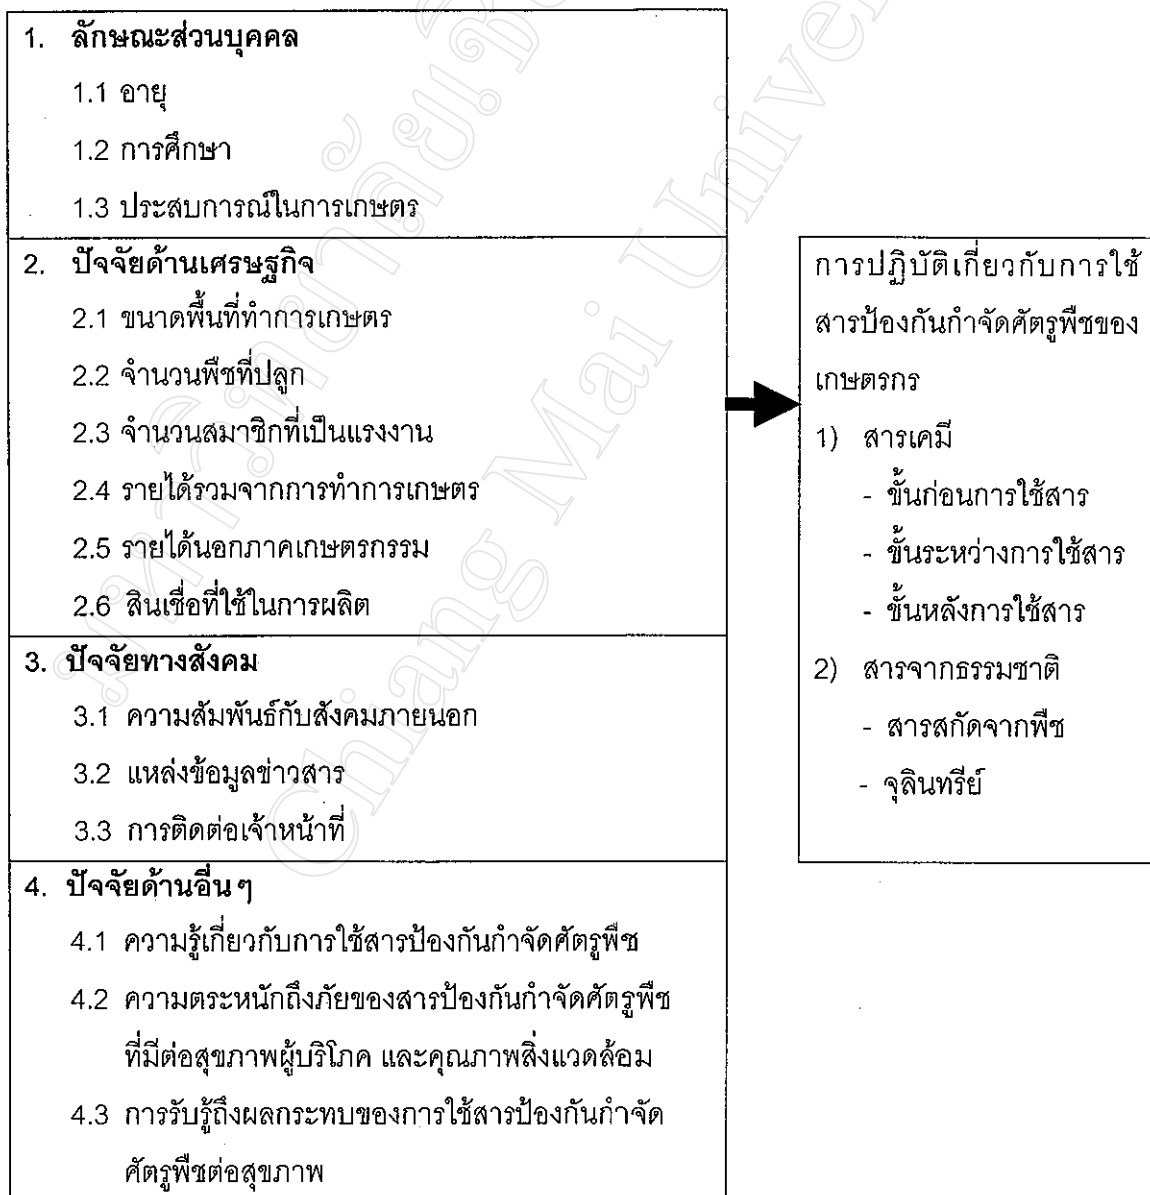 1. ลักษณะส่วนบุคคล
1.1 อายุ
1.2 การศึกษา
1.3 ประสบการณ์ในการเกษตร
2. ปัจจัยด้านเศรษฐกิจ
2.1 ขนาดพื้นที่ทำการเกษตร
2.2 จำนวนพืชที่ปลูก
2.3 จำนวนสมาชิกที่เป็นแรงงาน
2.4 รายได้รวมจากการทำการเกษตร
2.5 รายได้นอกภาคเกษตรกรรม
2.6 สินเชื่อที่ใช้ในการผลิต
3. ปัจจัยทางสังคม
3.1 ความสัมพันธ์กับสังคมภายนอก
3.2 แหล่งข้อมูลข่าวสาร
3.3 การติดต่อเจ้าหน้าที่
4. ปัจจัยด้านอื่นๆ
4.1 ความรู้เกี่ยวกับการใช้สารป้องกันกำจัดศัตรูพืช
4.2 ความตระหนักถึงภัยของสารป้องกันกำจัดศัตรูพืช
ที่มีต่อสุขภาพผู้บริโภค และคุณภาพสิ่งแวดล้อม
4.3 การรับรู้ถึงผลกระทบของการใช้สารป้องกันกำจัด
ศัตรูพืชต่อสุขภาพ
การปฏิบัติเกี่ยวกับการใช้
สารป้องกันกำจัดศัตรูพืชของ
เกษตรกร
1) สารเคมี
- ขั้นก่อนการใช้สาร
- ขั้นระหว่างการใช้สาร
- ขั้นหลังการใช้สาร
2) สารจากธรรมชาติ
- สารสกัดจากพืช
- จุลินทรีย์
Chiang Mai Univer